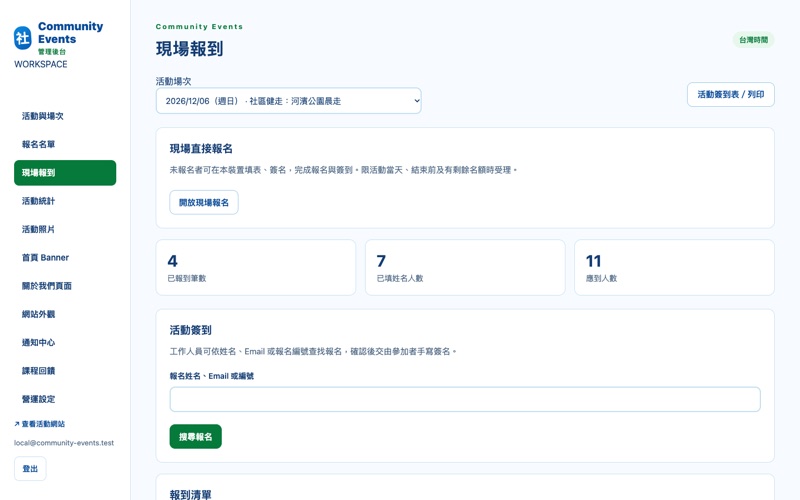 社
Community
Events
管理後台
WORKSPACE
活動與場次
報名名單
現場報到
活動統計
活動照片
首頁 Banner
關於我們頁面
網站外觀
通知中心
課程回饋
營運設定
↗ 查看活動網站
local@community-events.test
登出
Community Events
現場報到
台灣時間
活動場次
2026/12/06（週日） · 社區健走：河濱公園晨走
活動簽到表 / 列印
現場直接報名
未報名者可在本裝置填表、簽名，完成報名與簽到。限活動當天、結束前及有剩餘名額時受理。
開放現場報名
4
已報到筆數
7
已填姓名人數
11
應到人數
活動簽到
工作人員可依姓名、Email 或報名編號查找報名，確認後交由參加者手寫簽名。
報名姓名、Email 或編號
搜尋報名
報到清單